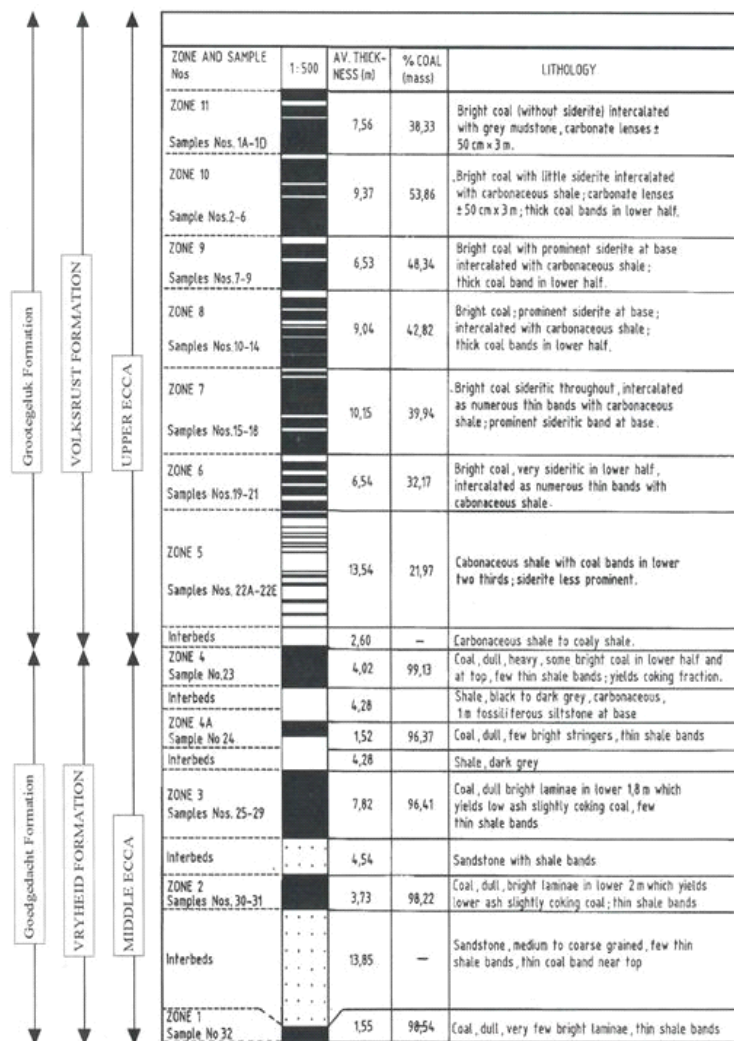 ZONE AND SAMPLE
Nos
1:500
AV. THICK-
NESS (m)
% COAL
(mass)
LITHOLOGY
ZONE 11
Samples Nos. 1A-1D
7,56
38,33
Bright coal (without siderite) intercalated
with grey mudstone, carbonate lenses ±
50 cm × 3 m.
ZONE 10
Sample Nos. 2-6
9,37
53,86
Bright coal with little siderite intercalated
with carbonaceous shale; carbonate lenses
± 50 cm x 3 m; thick coal bands in lower half.
ZONE 9
Samples Nos. 7-9
6,53
48,34
Bright coal with prominent siderite at base
intercalated with carbonaceous shale;
thick coal band in lower half.
ZONE 8
Samples Nos. 10-14
9,04
42,82
Bright coal; prominent siderite at base;
intercalated with carbonaceous shale;
thick coal bands in lower half.
ZONE 7
Samples Nos. 15-18
10,15
39,94
Bright coal sideritic throughout, intercalated
as numerous thin bands with carbonaceous
shale; prominent sideritic band at base.
ZONE 6
Samples Nos. 19-21
6,54
32,17
Bright coal, very sideritic in lower half,
intercalated as numerous thin bands with
cabonaceous shale.
ZONE 5
Samples Nos. 22A-22E
13,54
21,97
Cabonaceous shale with coal bands in lower
two thirds; siderite less prominent.
Interbeds
2,60
—
Carbonaceous shale to coaly shale.
ZONE 4
Sample No. 23
4,02
99,13
Coal, dull, heavy, some bright coal in lower half and
at top, few thin shale bands; yields coking fraction.
Interbeds
4,28
Shale, black to dark grey, carbonaceous,
1m fossiliferous siltstone at base
ZONE 4A
Sample No 24
1,52
96,37
Coal, dull, few bright stringers, thin shale bands
Interbeds
4,28
Shale, dark grey
ZONE 3
Samples Nos. 25-29
7,82
96,41
Coal, dull bright laminae in lower 1,8 m which
yields low ash slightly coking coal, few
thin shale bands
Interbeds
4,54
Sandstone with shale bands
ZONE 2
Samples Nos. 30-31
3,73
98,22
Coal, dull, bright laminae in lower 2 m which yields
lower ash slightly coking coal; thin shale bands
Interbeds
13,85
—
Sandstone, medium to coarse grained, few thin
shale bands, thin coal band near top
ZONE 1
Sample No 32
1,55
98,54
Coal, dull, very few bright laminae, thin shale bands
Grootegeluk Formation
VOLKSRUST FORMATION
UPPER ECCA
Goedgedacht Formation
VRYHEID FORMATION
MIDDLE ECCA